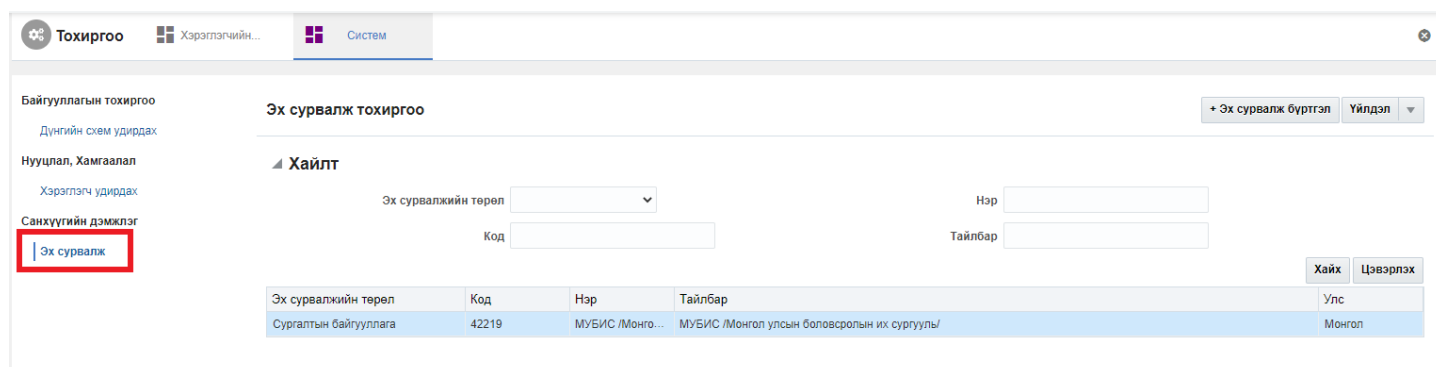 Тохиргоо Хэрэглэгчийн... Систем
Байгууллагын тохиргоо
Дүнгийн схем удирдах
Нууцлал, Хамгаалал
Хэрэглэгч удирдах
Санхүүгийн дэмжлэг
Эх сурвалж
Эх сурвалж тохиргоо + Эх сурвалж бүртгэл Үйлдэл
Хайлт
Эх сурвалжийн төрөл Нэр
Код Тайлбар
Хайх Цэвэрлэх
Эх сурвалжийн төрөл Код Нэр Тайлбар Улс
Сургалтын байгууллага 42219 МУБИС /Монго... МУБИС /Монгол улсын боловсролын их сургууль/ Монгол